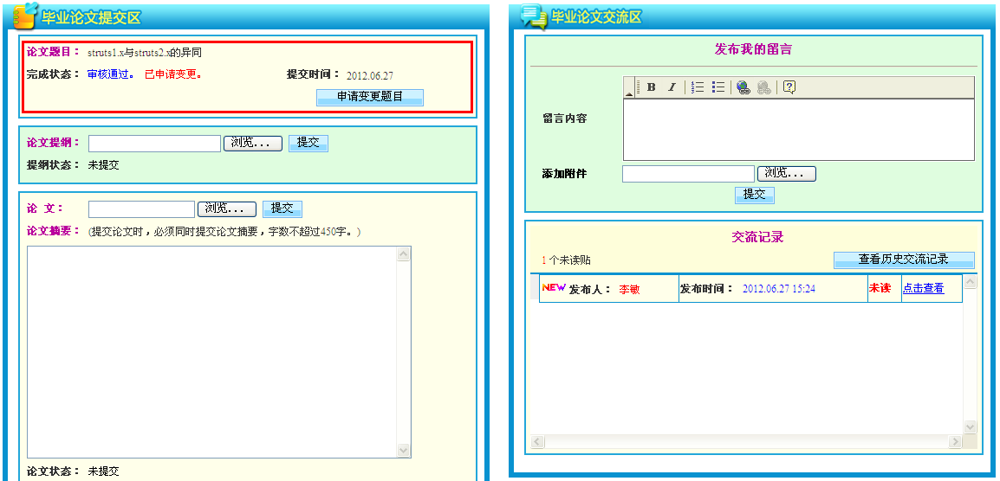 毕业论文提交区
论文题目： struts1.x与struts2.x的异同
完成状态： 审核通过。 已申请变更。 提交时间： 2012.06.27
申请变更题目
论文提纲： 浏览... 提交
提纲状态： 未提交
论 文： 浏览... 提交
论文摘要： (提交论文时，必须同时提交论文摘要，字数不超过450字。)
论文状态： 未提交
毕业论文交流区
发布我的留言
B I
留言内容
添加附件 浏览...
提交
交流记录
1 个未读贴 查看历史交流记录
NEW 发布人： 李敏 发布时间： 2012.06.27 15:24 未读 点击查看